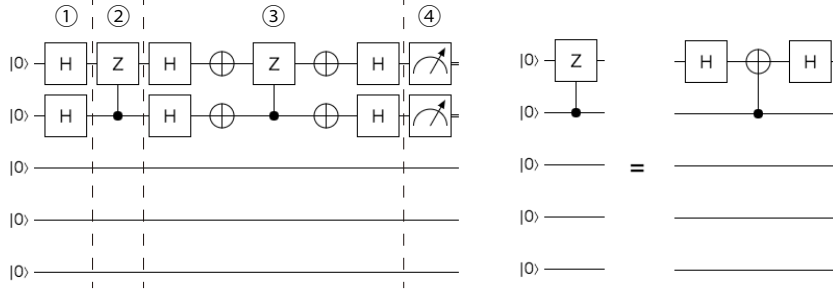 ① ② ③ ④
|0⟩ H Z H ⊕ Z ⊕ H |0⟩ Z H ⊕ H
|0⟩ H H ⊕ ⊕ H |0⟩
|0⟩ |0⟩ =
|0⟩ |0⟩
|0⟩ |0⟩